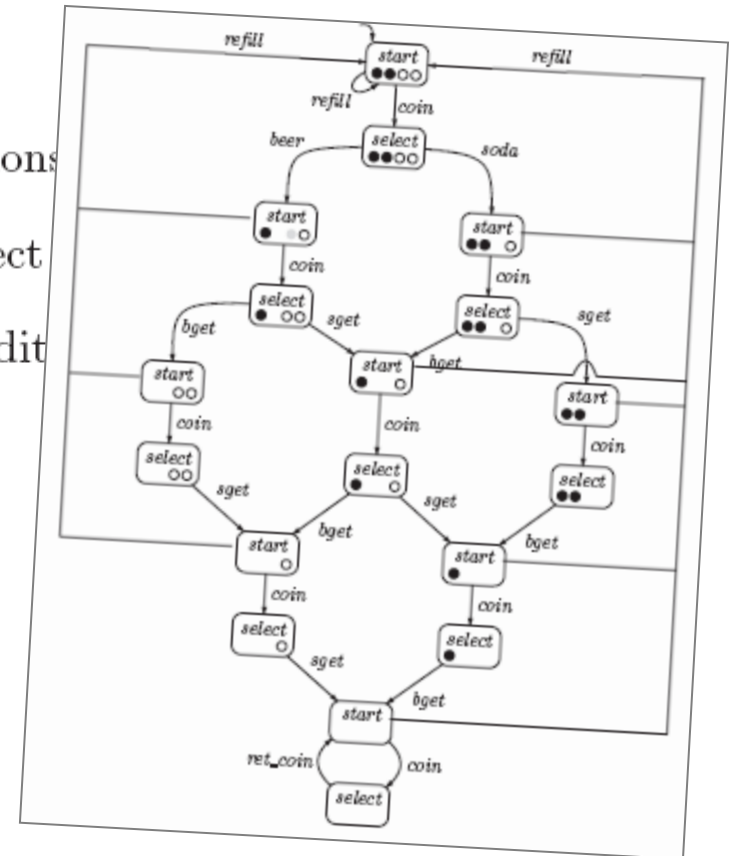 refill
refill
start
refill
coin
ons
select
beer
soda
start
start
ect
coin
coin
select
select
sget
sget
bget
dit
start
bget
start
start
coin
coin
coin
select
select
select
sget
sget
bget
bget
start
start
coin
coin
select
select
sget
bget
start
ret_coin
coin
select